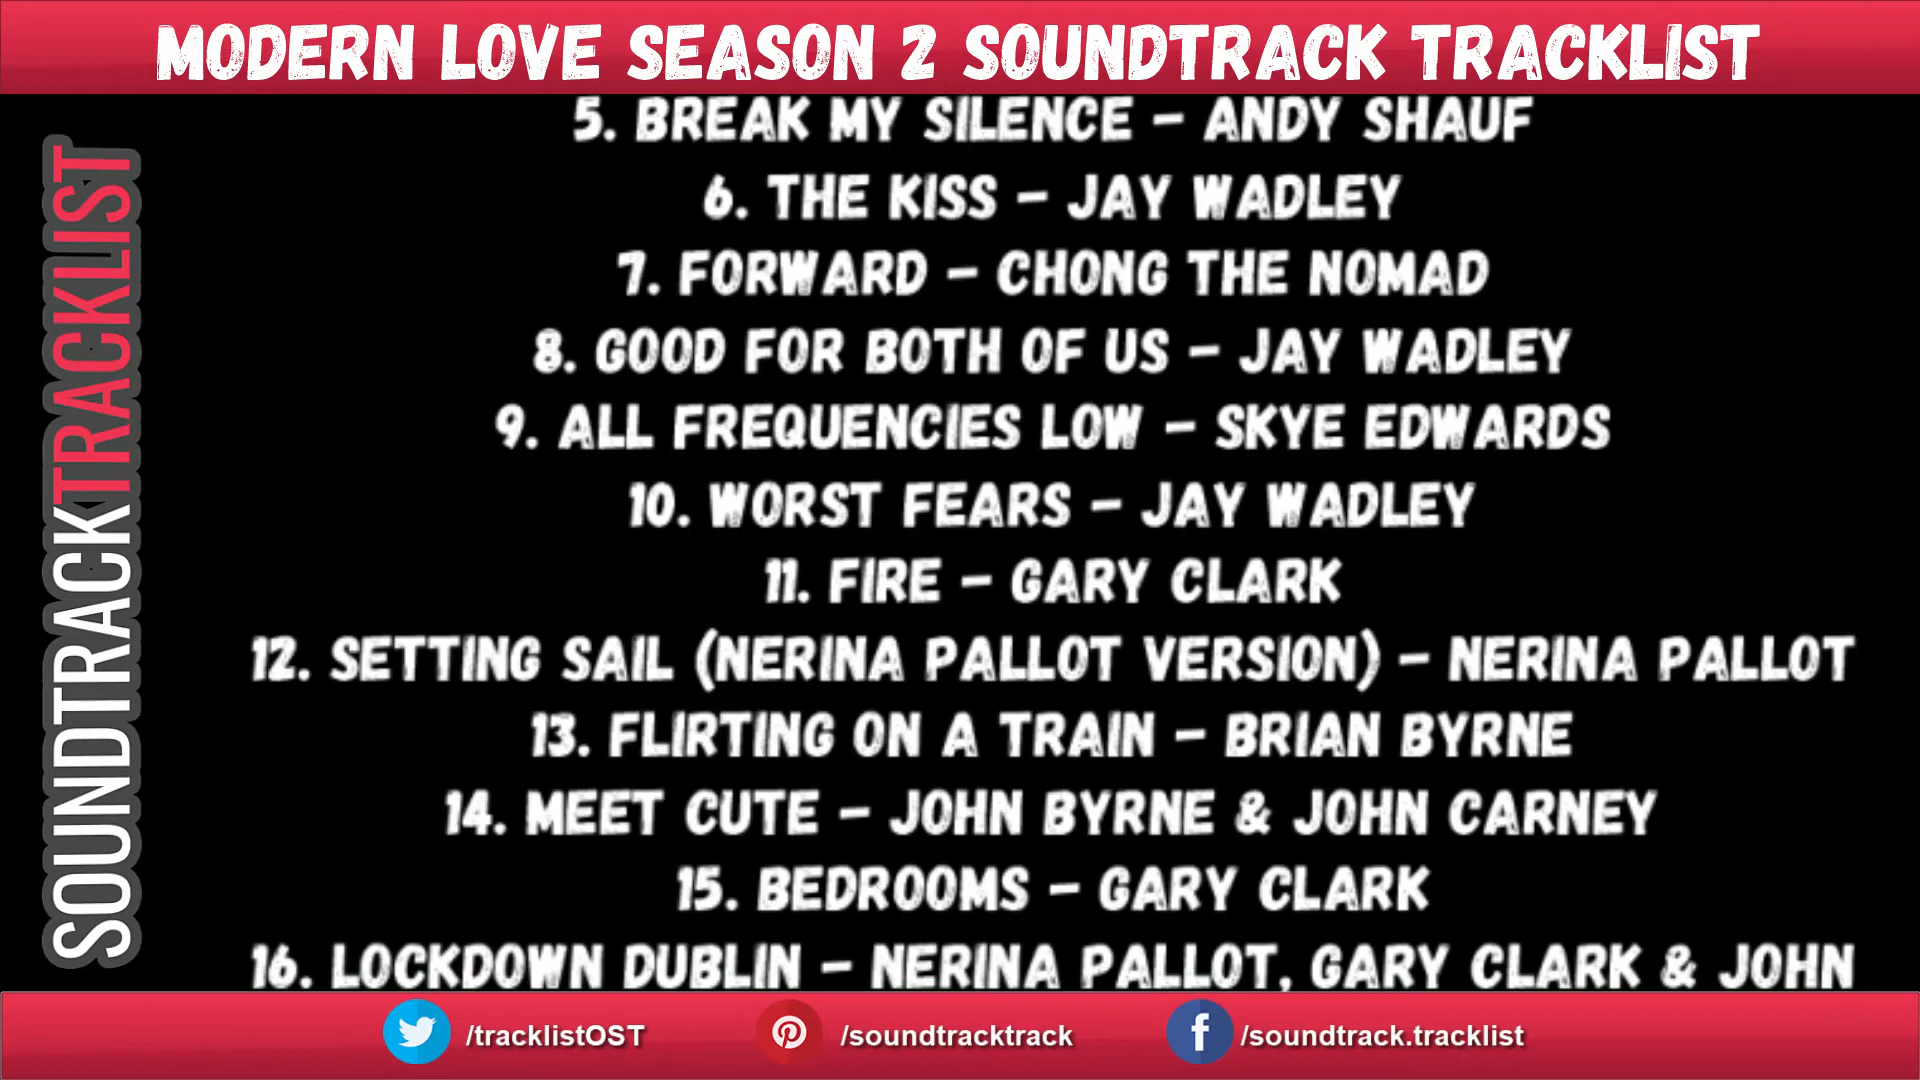 MODERN LOVE SEASON 2 SOUNDTRACK TRACKLIST
SOUNDTRACKTRACKLIST
5. BREAK MY SILENCE – ANDY SHAUF
6. THE KISS – JAY WADLEY
7. FORWARD – CHONG THE NOMAD
8. GOOD FOR BOTH OF US – JAY WADLEY
9. ALL FREQUENCIES LOW – SKYE EDWARDS
10. WORST FEARS – JAY WADLEY
11. FIRE – GARY CLARK
12. SETTING SAIL (NERINA PALLOT VERSION) – NERINA PALLOT
13. FLIRTING ON A TRAIN – BRIAN BYRNE
14. MEET CUTE – JOHN BYRNE & JOHN CARNEY
15. BEDROOMS – GARY CLARK
16. LOCKDOWN DUBLIN – NERINA PALLOT, GARY CLARK & JOHN
/tracklistOST /soundtracktrack /soundtrack.tracklist